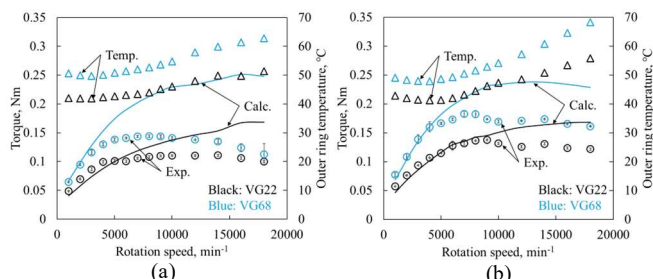 0.35
0.3
0.25
0.2
0.15
0.1
0.05
0
Torque, Nm
70
60
50
40
30
20
10
0
Outer ring temperature, ℃
Temp.
Calc.
Exp.
Black: VG22
Blue: VG68
0 5000 10000 15000 20000
Rotation speed, min-1
(a)
0.35
0.3
0.25
0.2
0.15
0.1
0.05
0
Torque, Nm
70
60
50
40
30
20
10
0
Outer ring temperature, ℃
Temp.
Calc.
Exp.
Black: VG22
Blue: VG68
0 5000 10000 15000 20000
Rotation speed, min-1
(b)